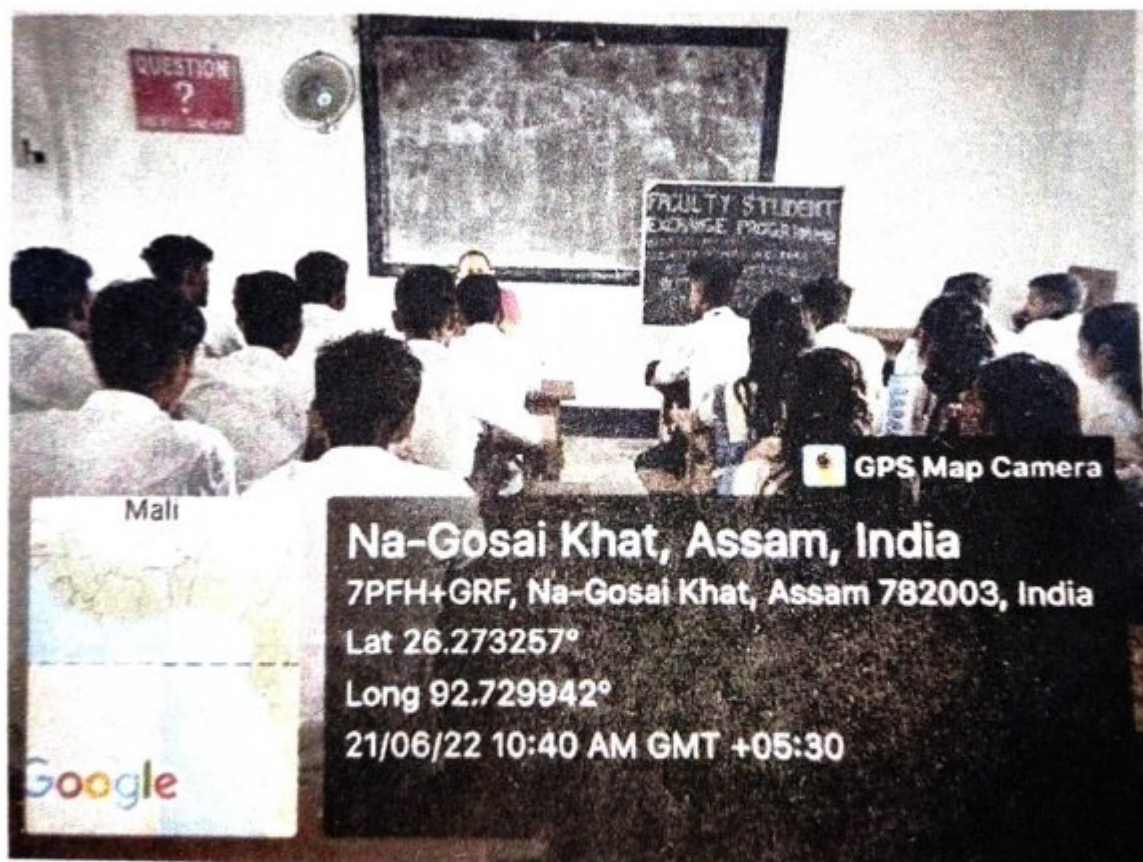 QUESTION
?
FACULTY STUDENT
EXCHANGE PROGRAMME
GPS Map Camera
Mali
Na-Gosai Khat, Assam, India
7PFH+GRF, Na-Gosai Khat, Assam 782003, India
Lat 26.273257°
Long 92.729942°
21/06/22 10:40 AM GMT +05:30
Google